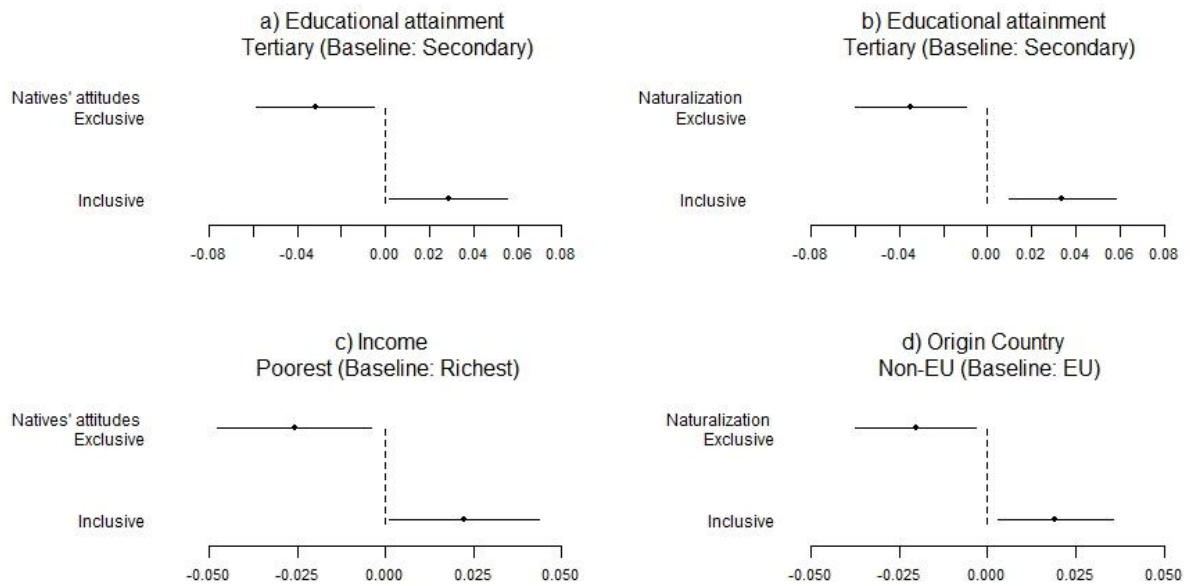 a) Educational attainment
Tertiary (Baseline: Secondary)
Natives' attitudes
Exclusive
Inclusive
-0.08 -0.04 0.00 0.02 0.04 0.06 0.08
b) Educational attainment
Tertiary (Baseline: Secondary)
Naturalization
Exclusive
Inclusive
-0.08 -0.04 0.00 0.02 0.04 0.06 0.08
c) Income
Poorest (Baseline: Richest)
Natives' attitudes
Exclusive
Inclusive
-0.050 -0.025 0.000 0.025 0.050
d) Origin Country
Non-EU (Baseline: EU)
Naturalization
Exclusive
Inclusive
-0.050 -0.025 0.000 0.025 0.050